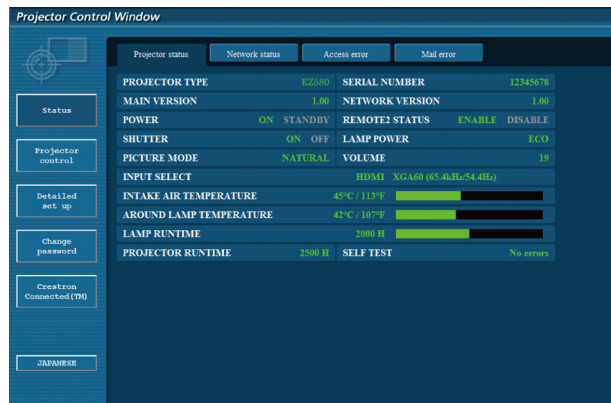 Projector Control Window
Projector status
Network status
Access error
Mail error
Status
Projector
control
Detailed
set up
Change
password
Crestron
Connected(TM)
JAPANESE
PROJECTOR TYPE EZ580 SERIAL NUMBER 12345678
MAIN VERSION 1.00 NETWORK VERSION 1.00
POWER ON STANDBY REMOTE2 STATUS ENABLE DISABLE
SHUTTER ON OFF LAMP POWER ECO
PICTURE MODE NATURAL VOLUME 19
INPUT SELECT HDMI XGA60 (65.4kHz/54.4Hz)
INTAKE AIR TEMPERATURE 45°C / 113°F
AROUND LAMP TEMPERATURE 42°C / 107°F
LAMP RUNTIME 2000 H
PROJECTOR RUNTIME 2500 H SELF TEST No errors